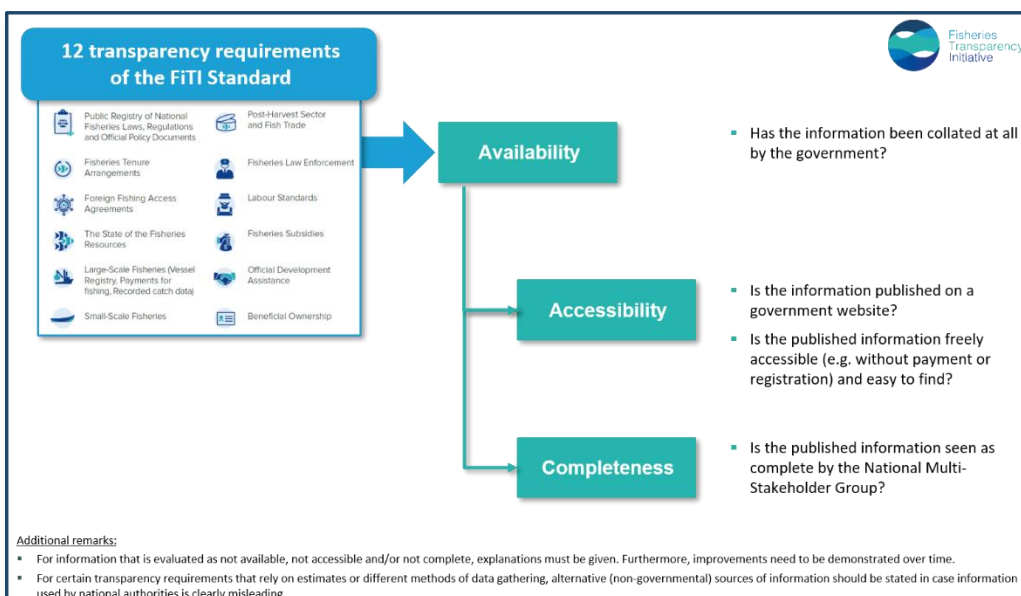 12 transparency requirements
of the FiTI Standard
Public Registry of National
Fisheries Laws, Regulations
and Official Policy Documents
Fisheries Tenure
Arrangements
Foreign Fishing Access
Agreements
The State of the Fisheries
Resources
Large-Scale Fisheries (Vessel
Registry, Payments for
fishing, Recorded catch data)
Small-Scale Fisheries
Post-Harvest Sector
and Fish Trade
Fisheries Law Enforcement
Labour Standards
Fisheries Subsidies
Official Development
Assistance
Beneficial Ownership
Fisheries
Transparency
Initiative
Availability
▪ Has the information been collated at all
by the government?
Accessibility
▪ Is the information published on a
government website?
▪ Is the published information freely
accessible (e.g. without payment or
registration) and easy to find?
Completeness
▪ Is the published information seen as
complete by the National Multi-
Stakeholder Group?
Additional remarks:
▪ For information that is evaluated as not available, not accessible and/or not complete, explanations must be given. Furthermore, improvements need to be demonstrated over time.
▪ For certain transparency requirements that rely on estimates or different methods of data gathering, alternative (non-governmental) sources of information should be stated in case information
used by national authorities is clearly misleading